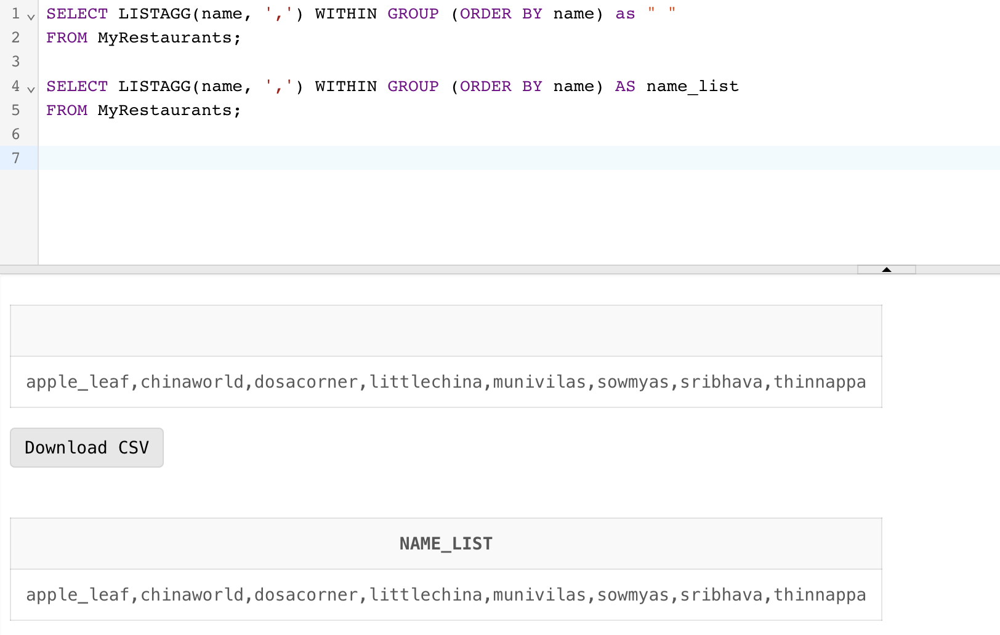 1 SELECT LISTAGG(name, ',') WITHIN GROUP (ORDER BY name) as " "
2 FROM MyRestaurants;
3
4 SELECT LISTAGG(name, ',') WITHIN GROUP (ORDER BY name) AS name_list
5 FROM MyRestaurants;
6
7
apple_leaf,chinaworld,dosacorner,littlechina,munivilas,sowmyas,sribhava,thinnappa
Download CSV
NAME_LIST
apple_leaf,chinaworld,dosacorner,littlechina,munivilas,sowmyas,sribhava,thinnappa